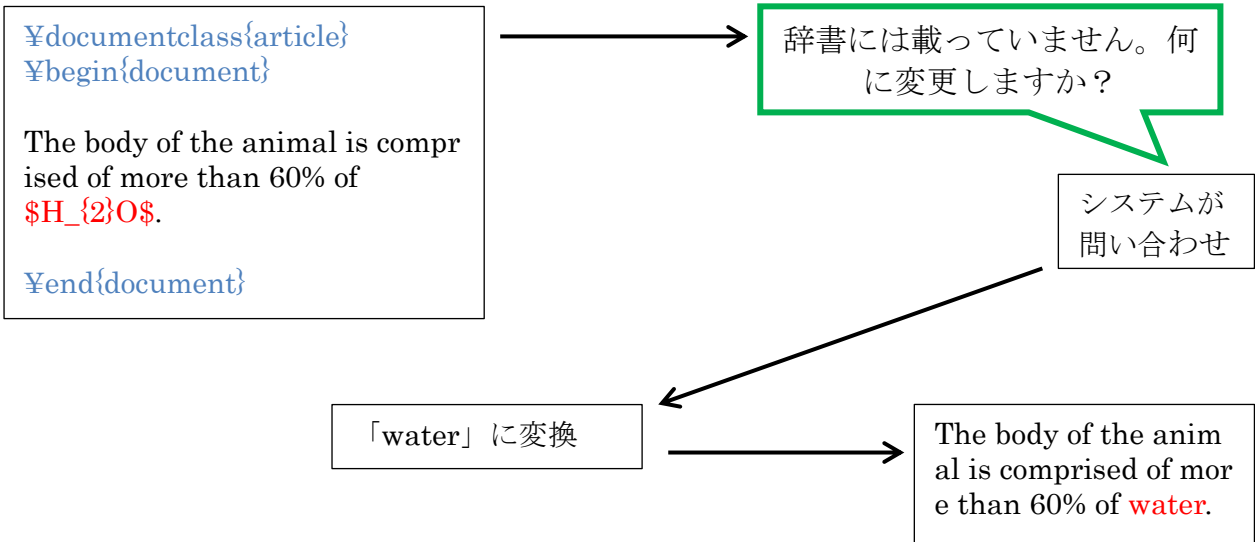 ¥documentclass{article}
¥begin{document}
The body of the animal is compr
ised of more than 60% of
$H_{2}O$.
¥end{document}
辞書には載っていません。何
に変更しますか？
システムが
問い合わせ
「water」に変換
The body of the anim
al is comprised of mor
e than 60% of water.